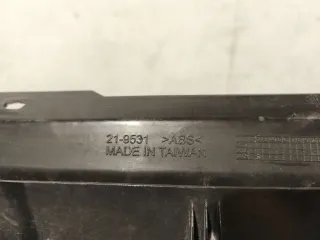 21-9531 >ABS<
MADE IN TAIWAN